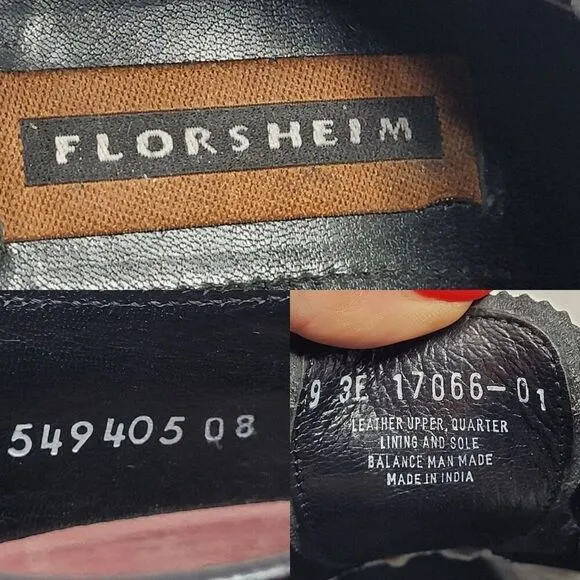 FLORSHEIM
549405 08
9 3E 17066-01
LEATHER UPPER, QUARTER
LINING AND SOLE
BALANCE MAN MADE
MADE IN INDIA